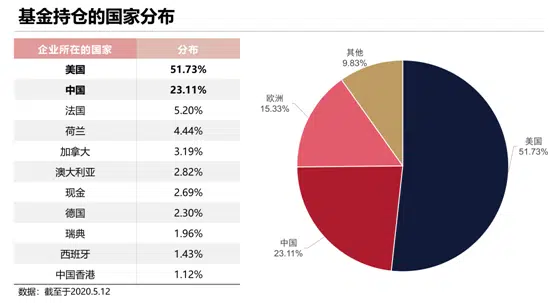 基金持仓的国家分布
企业所在的国家 分布
美国 51.73%
中国 23.11%
法国 5.20%
荷兰 4.44%
加拿大 3.19%
澳大利亚 2.82%
现金 2.69%
德国 2.30%
瑞典 1.96%
西班牙 1.43%
中国香港 1.12%
数据：截至于2020.5.12
其他
9.83%
欧洲
15.33%
美国
51.73%
中国
23.11%